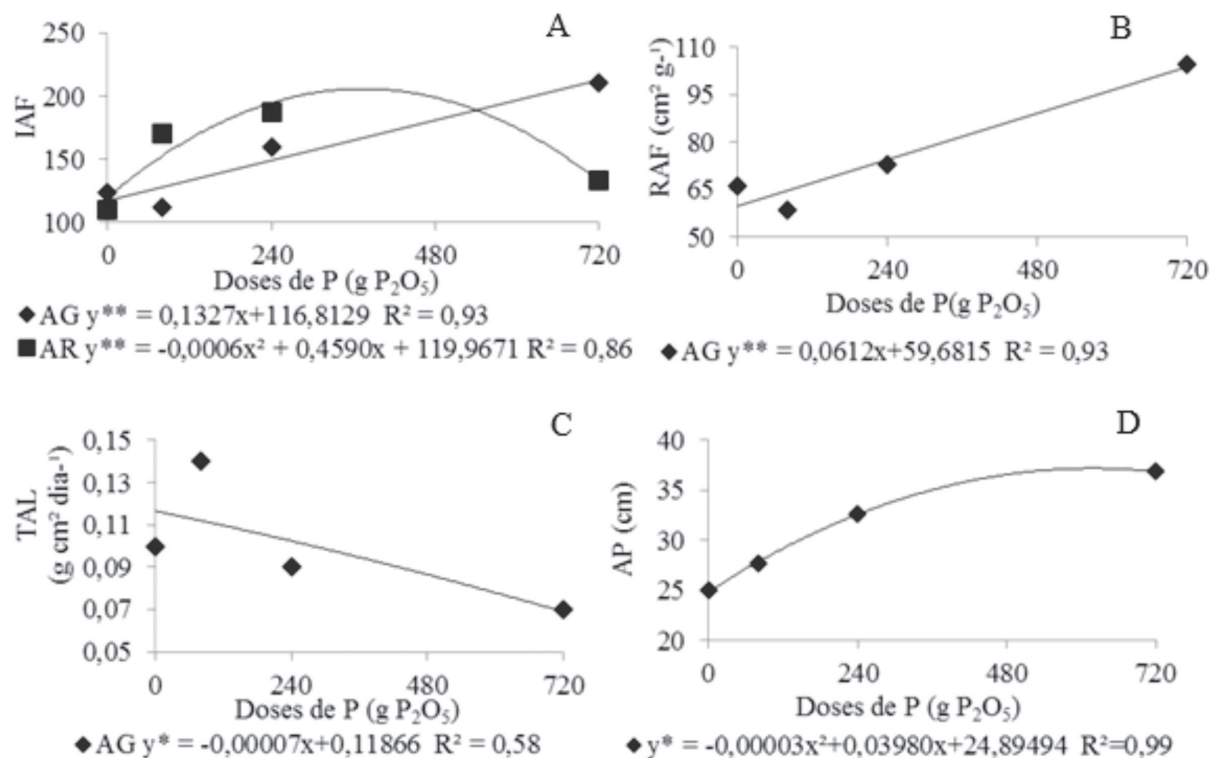 A
250
200
150
100
IAF
0 240 480 720
Doses de P (g P₂O₅)
◆ AG y** = 0,1327x+116,8129 R² = 0,93
■ AR y** = -0,0006x² + 0,4590x + 119,9671 R² = 0,86
B
110
95
80
65
50
RAF (cm² g-¹)
0 240 480 720
Doses de P(g P₂O₅)
◆ AG y** = 0,0612x+59,6815 R² = 0,93
C
0,15
0,13
0,11
0,09
0,07
0,05
TAL
(g cm² dia-¹)
0 240 480 720
Doses de P (g P₂O₅)
◆ AG y* = -0,00007x+0,11866 R² = 0,58
D
40
35
30
25
20
AP (cm)
0 240 480 720
Doses de P (g P₂O₅)
◆ y* = -0,00003x²+0,03980x+24,89494 R²=0,99